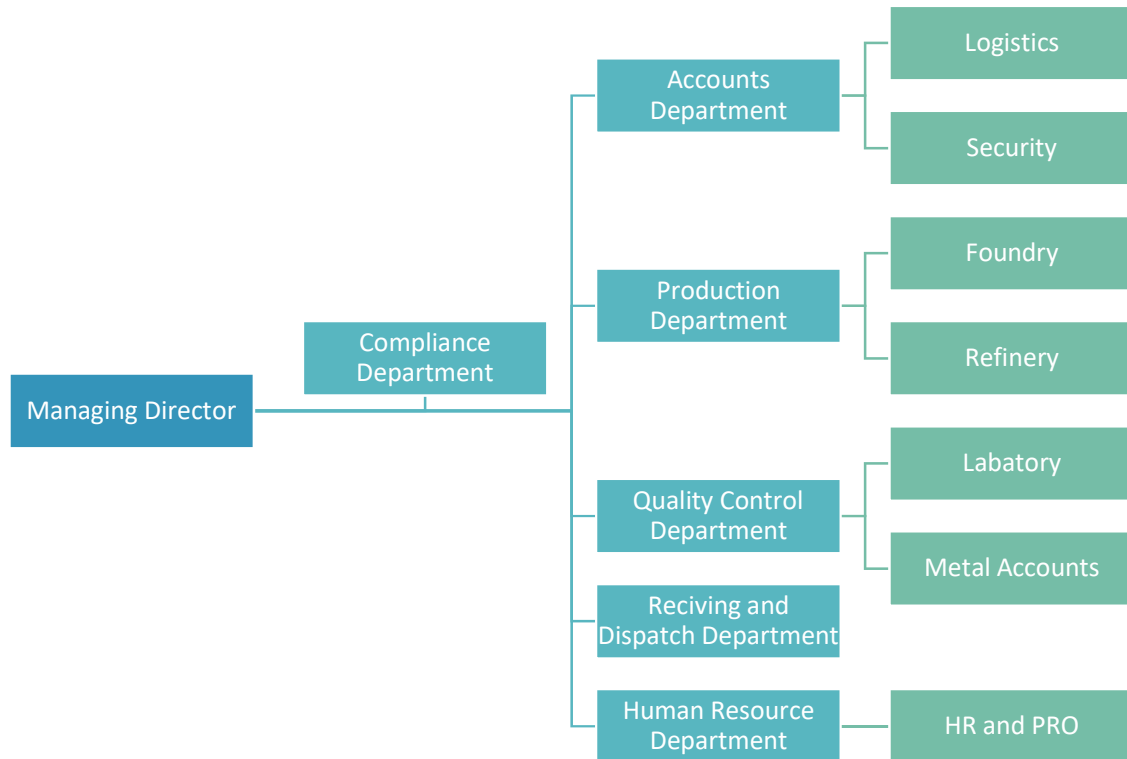 Managing Director
Compliance
Department
Accounts
Department
Logistics
Security
Production
Department
Foundry
Refinery
Quality Control
Department
Labatory
Metal Accounts
Reciving and
Dispatch Department
Human Resource
Department
HR and PRO